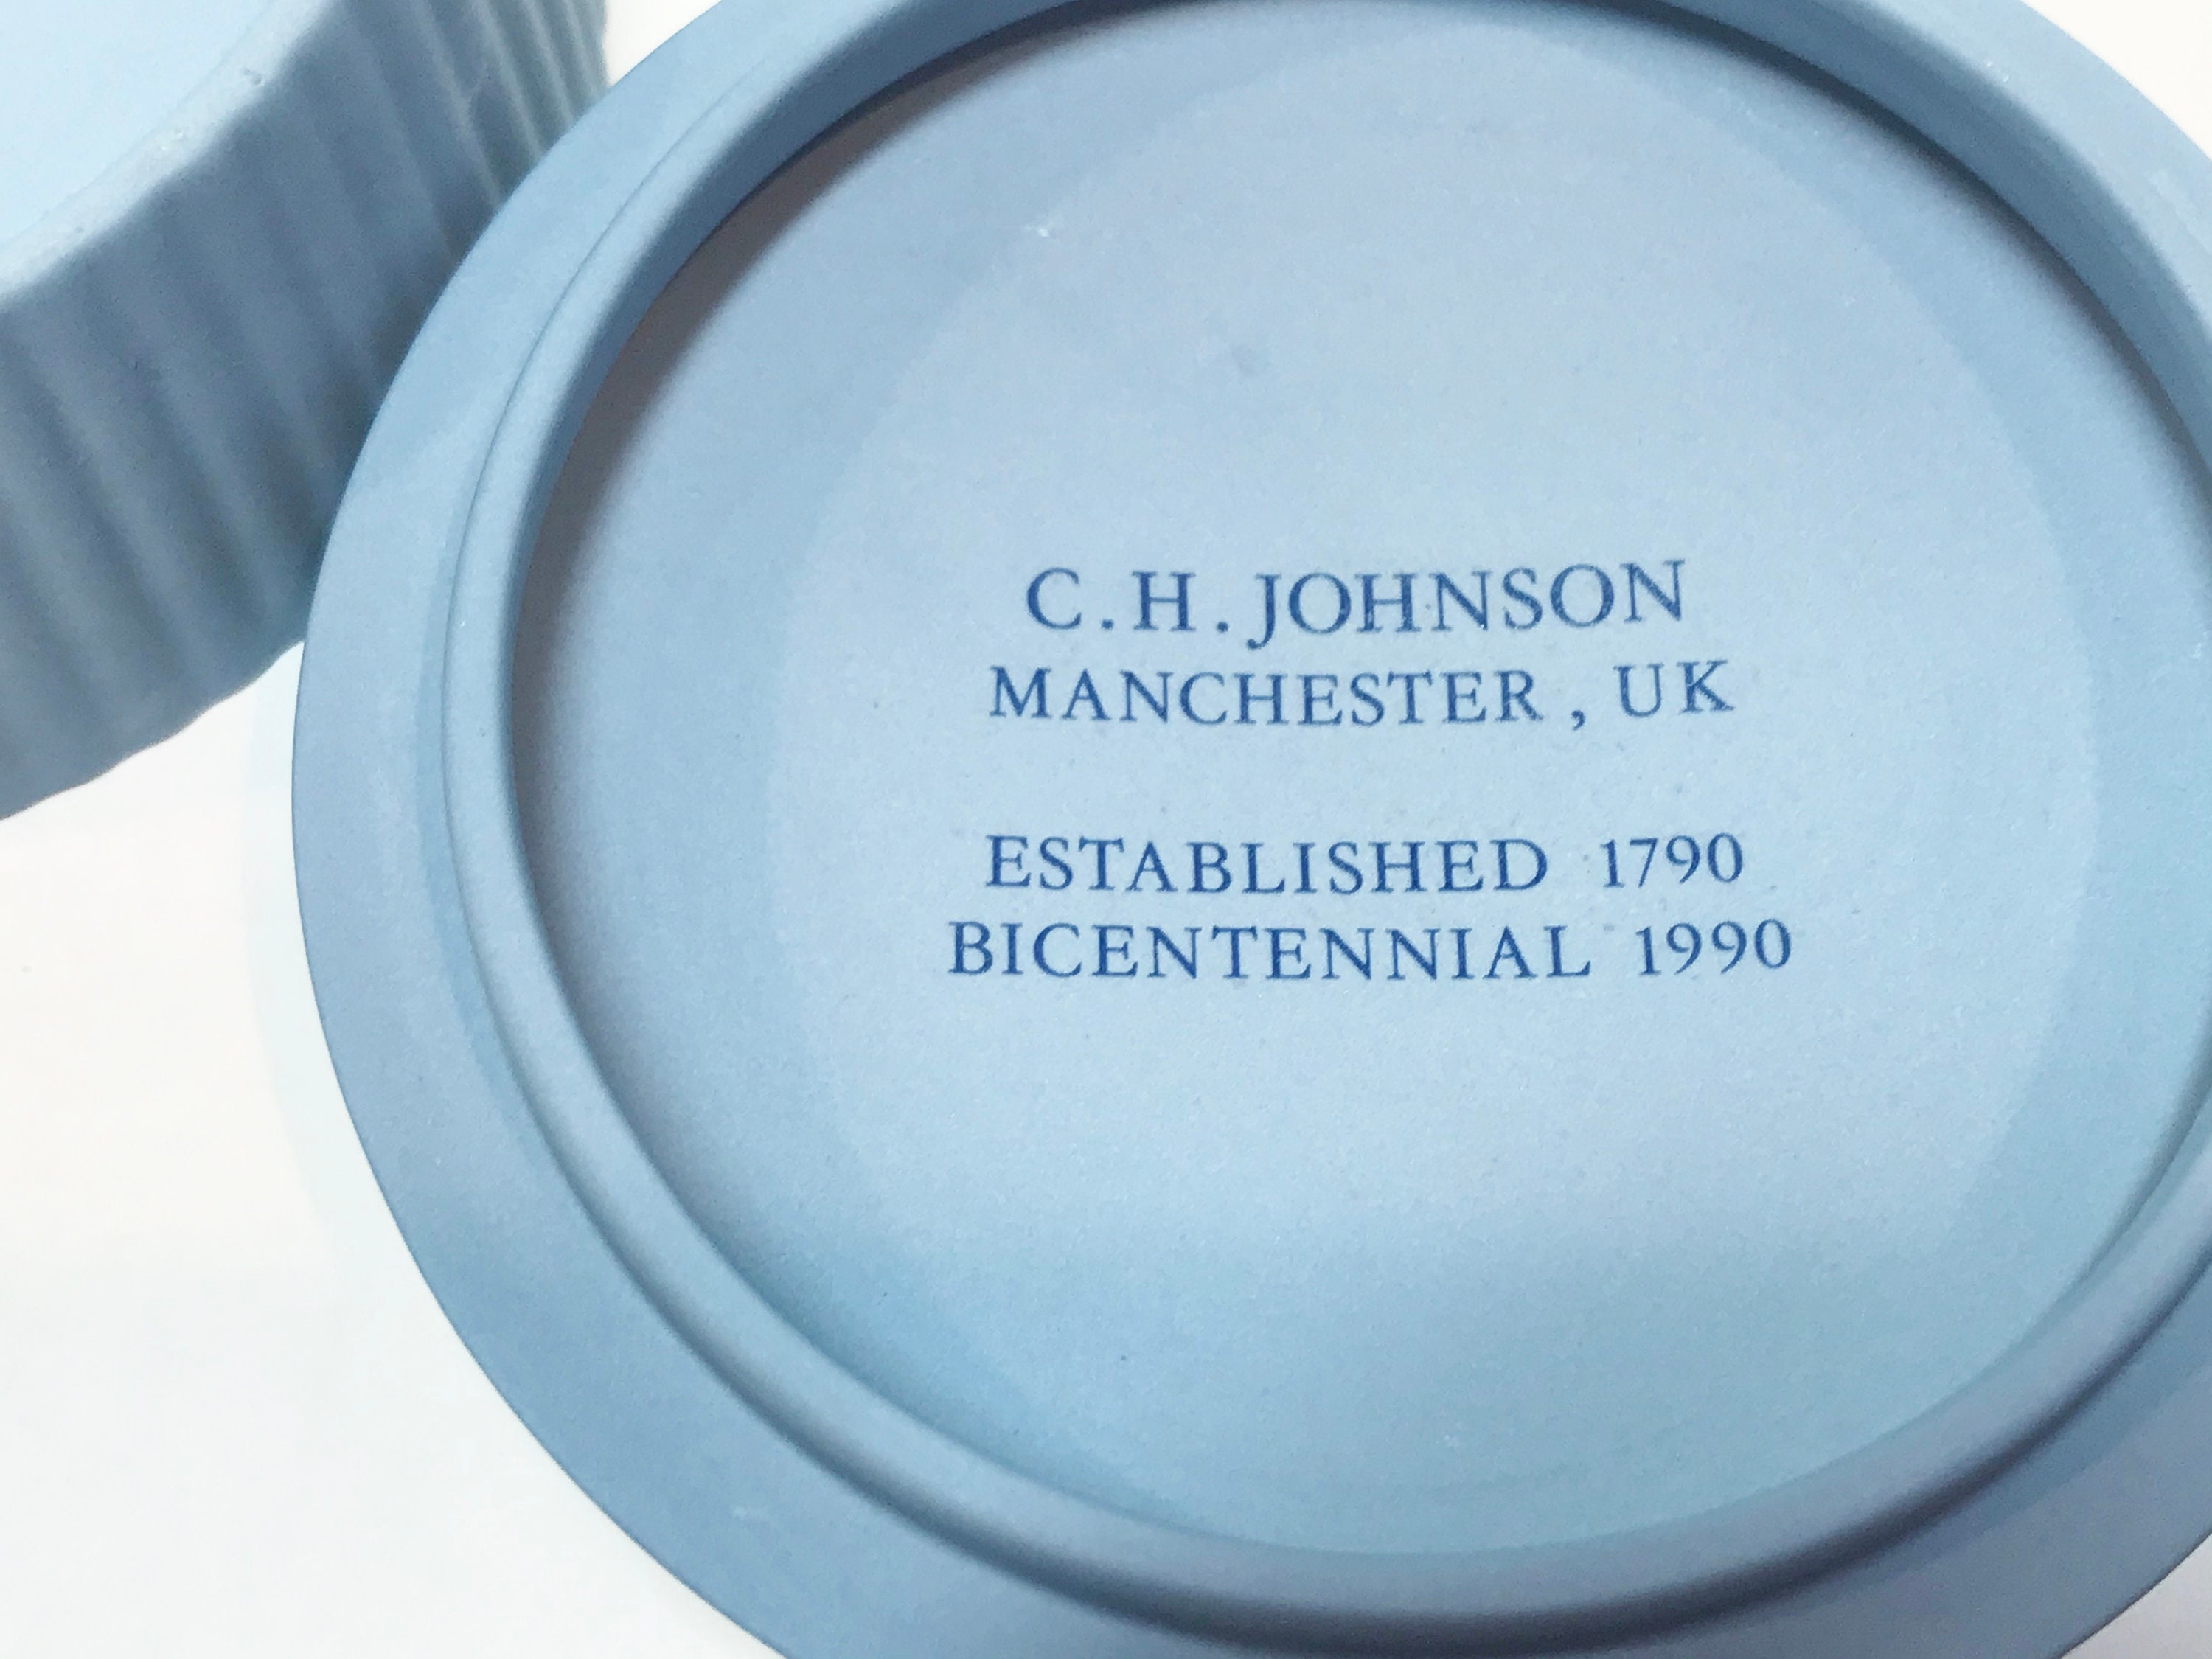 C.H.JOHNSON
MANCHESTER, UK
ESTABLISHED 1790
BICENTENNIAL 1990